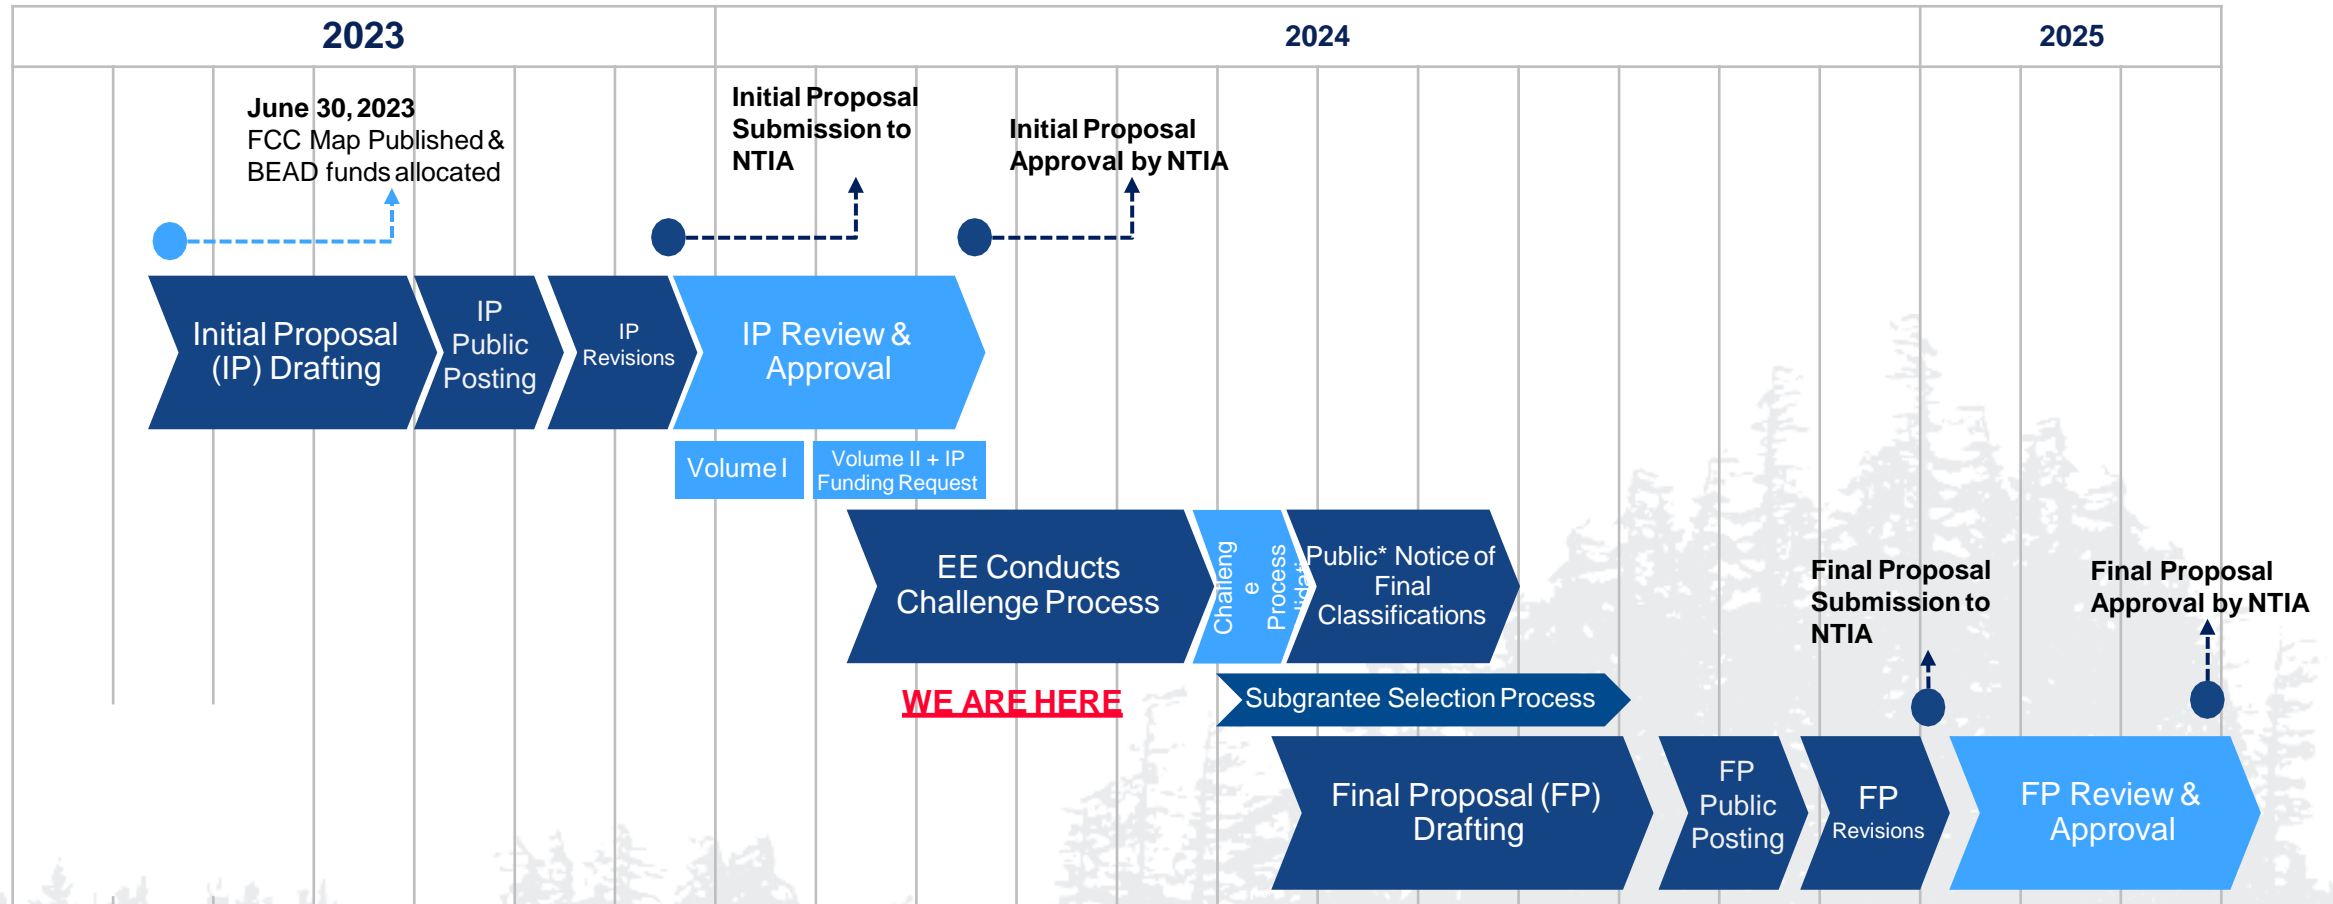 2023
2024
2025
June 30, 2023
FCC Map Published &
BEAD funds allocated
Initial Proposal
Submission to
NTIA
Initial Proposal
Approval by NTIA
Initial Proposal
(IP) Drafting
IP
Public
Posting
IP
Revisions
IP Review &
Approval
Volume I
Volume II + IP
Funding Request
EE Conducts
Challenge Process
Challeng
e
Process
Public* Notice of
Final
Classifications
WE ARE HERE
Subgrantee Selection Process
Final Proposal
Submission to
NTIA
Final Proposal
Approval by NTIA
Final Proposal (FP)
Drafting
FP
Public
Posting
FP
Revisions
FP Review &
Approval